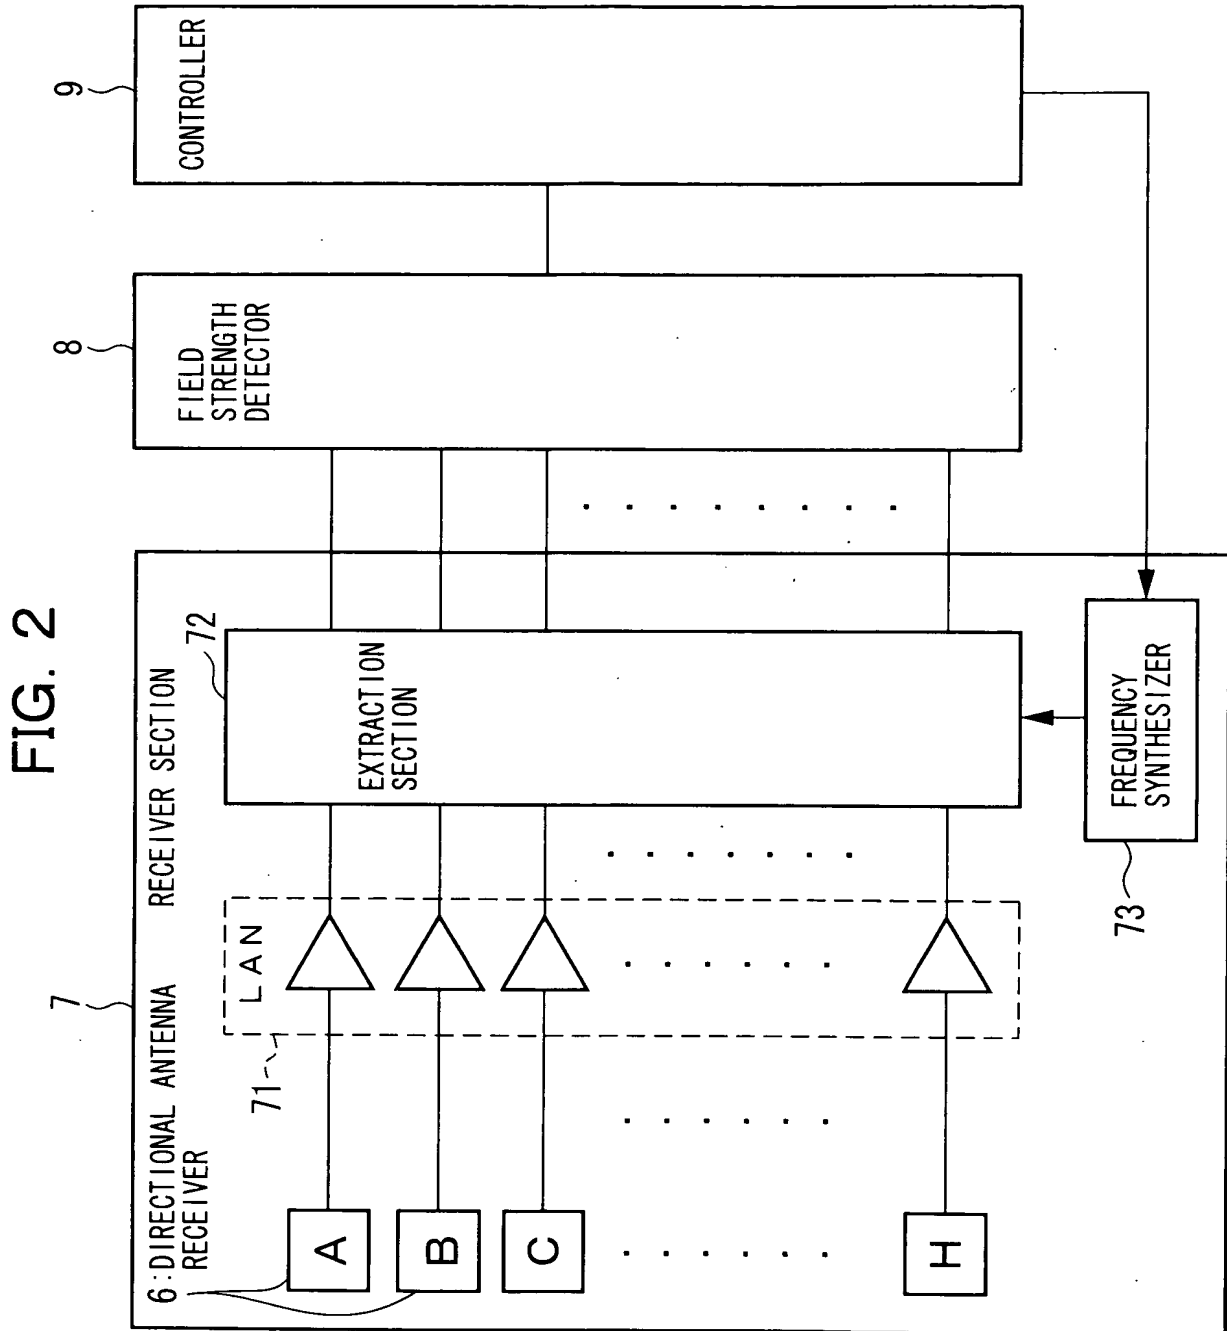 FIG. 2
7
6:DIRECTIONAL ANTENNA
RECEIVER
RECEIVER SECTION
A
B
C
H
71
LAN
72
EXTRACTION
SECTION
73
FREQUENCY
SYNTHESIZER
8
FIELD
STRENGTH
DETECTOR
9
CONTROLLER